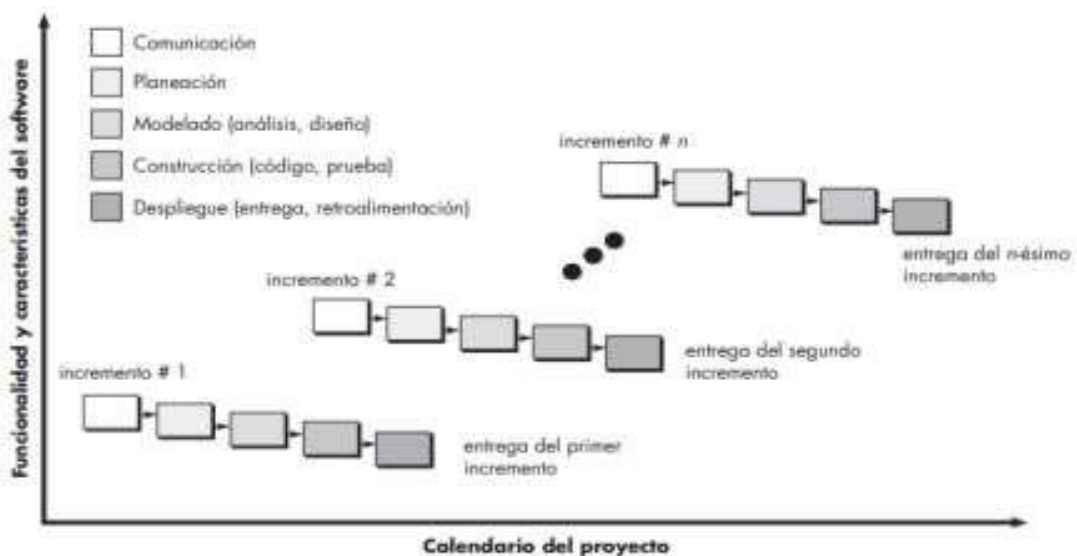 Funcionalidad y características del software
Comunicación
Planeación
Modelado (análisis, diseño)
Construcción (código, prueba)
Despliegue (entrega, retroalimentación)
incremento # n
entrega del n-ésimo
incremento
incremento # 2
entrega del segundo
incremento
incremento # 1
entrega del primer
incremento
Calendario del proyecto